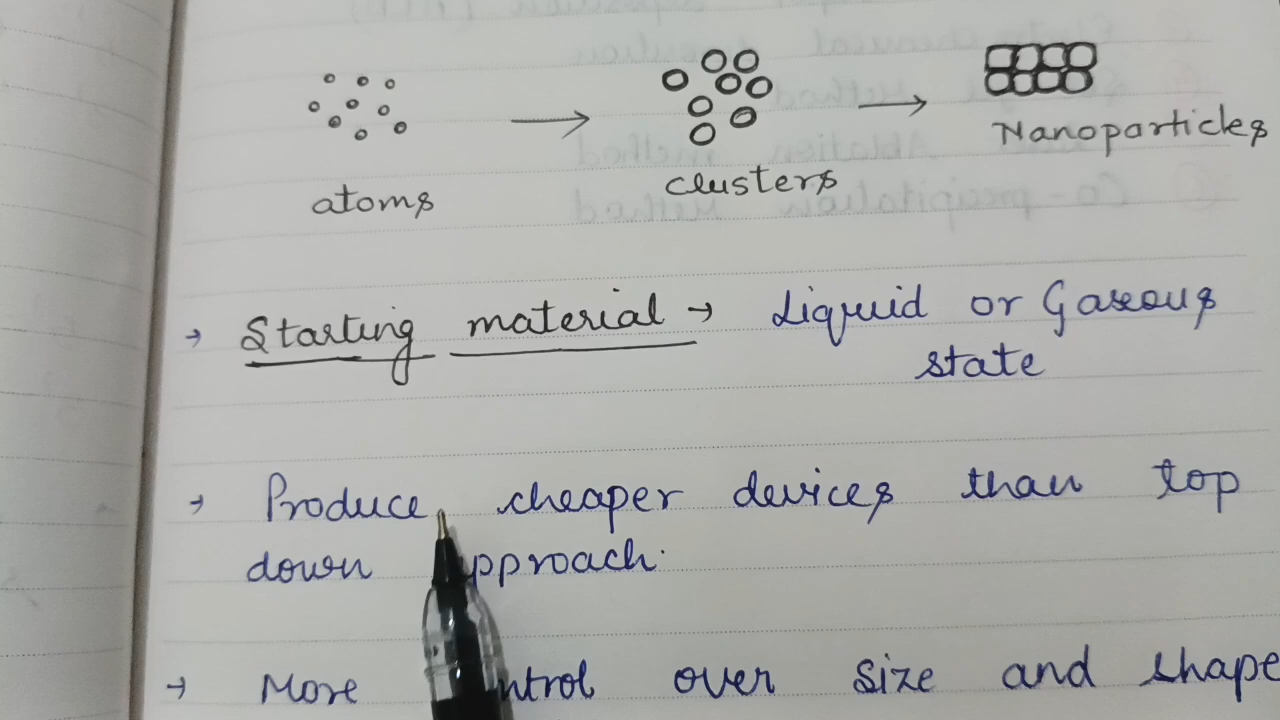 atoms → clusters → Nanoparticles
→ Starting material → Liquid or Gaseous
state
→ Produce cheaper devices than top
down approach.
→ More control over size and shape